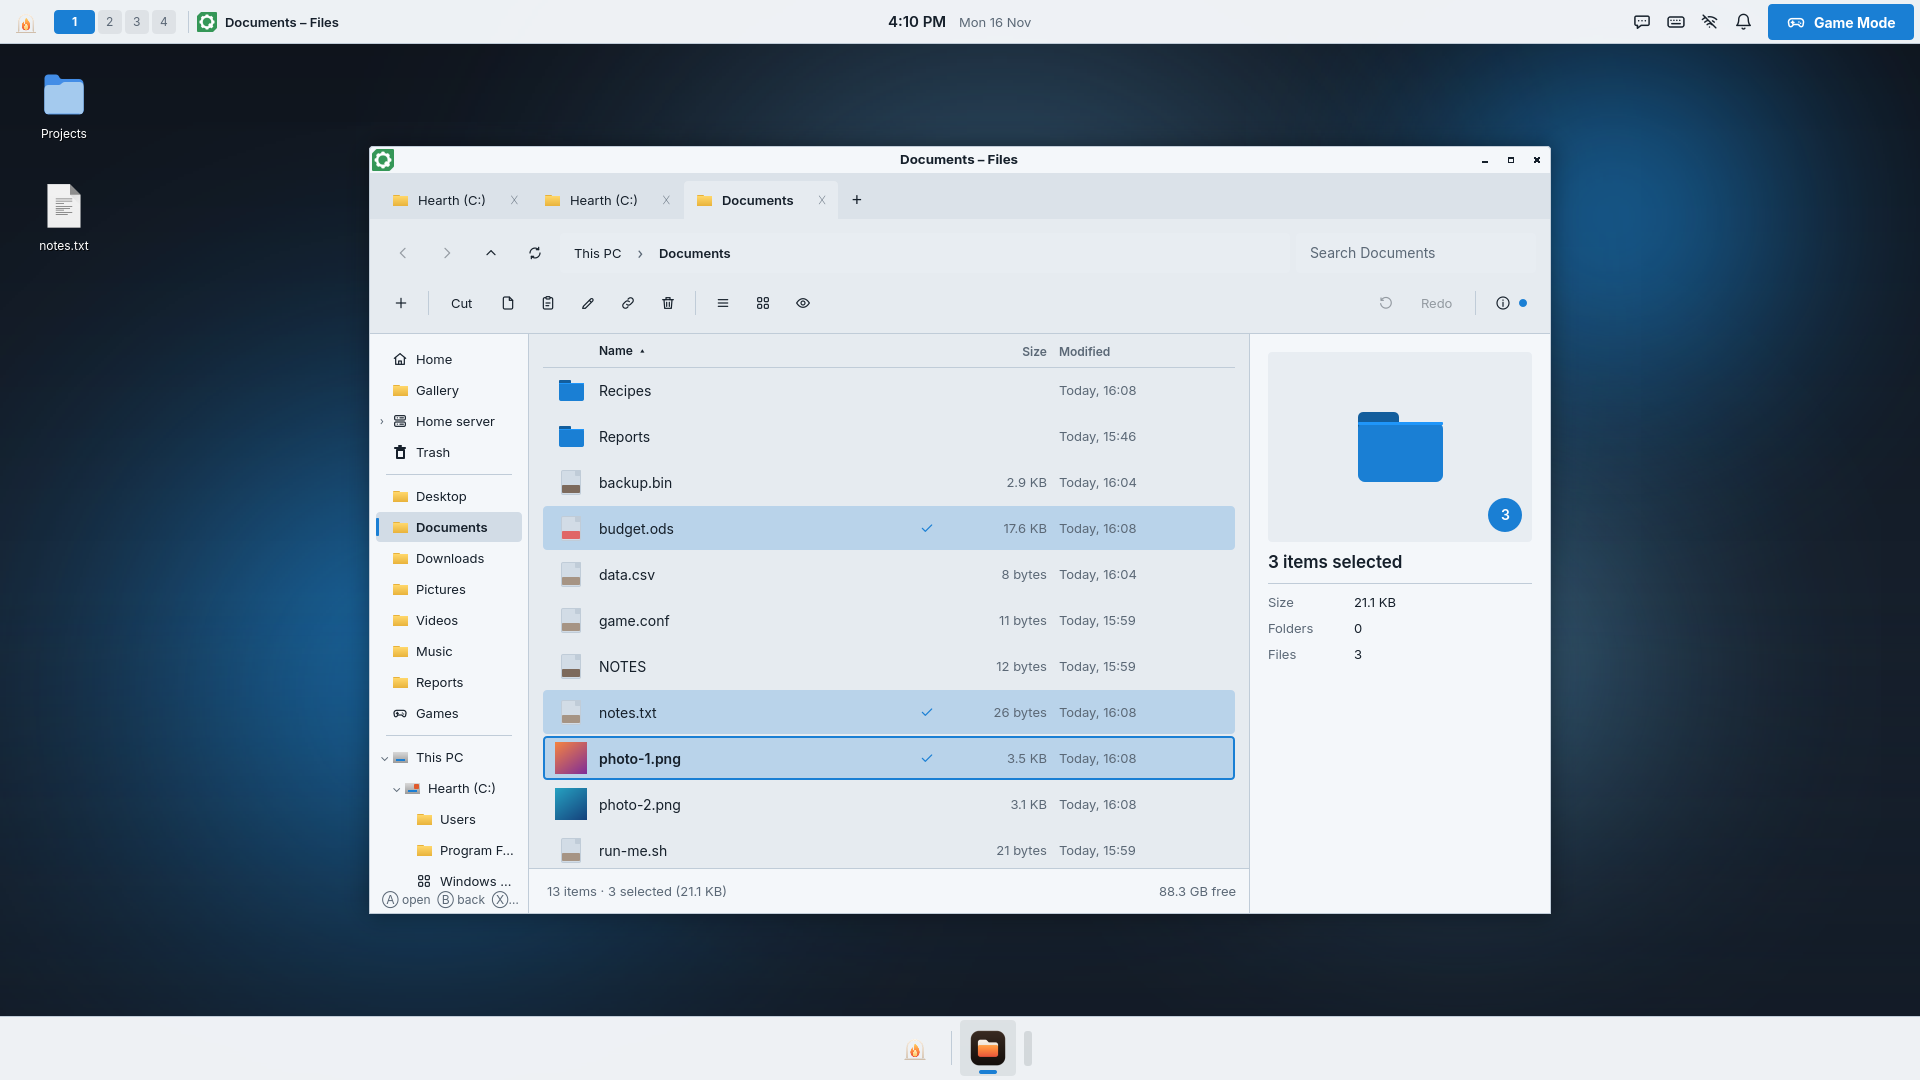 1 2 3 4 Documents – Files 4:10 PM Mon 16 Nov Game Mode
Projects
notes.txt
Documents – Files
Hearth (C:) X Hearth (C:) X Documents X +
This PC › Documents Search Documents
Cut Redo
Home
Gallery
Home server
Trash
Desktop
Documents
Downloads
Pictures
Videos
Music
Reports
Games
This PC
Hearth (C:)
Users
Program F...
Windows ...
A open B back X...
Name Size Modified
Recipes Today, 16:08
Reports Today, 15:46
backup.bin 2.9 KB Today, 16:04
budget.ods 17.6 KB Today, 16:08
data.csv 8 bytes Today, 16:04
game.conf 11 bytes Today, 15:59
NOTES 12 bytes Today, 15:59
notes.txt 26 bytes Today, 16:08
photo-1.png 3.5 KB Today, 16:08
photo-2.png 3.1 KB Today, 16:08
run-me.sh 21 bytes Today, 15:59
13 items · 3 selected (21.1 KB) 88.3 GB free
3
3 items selected
Size 21.1 KB
Folders 0
Files 3